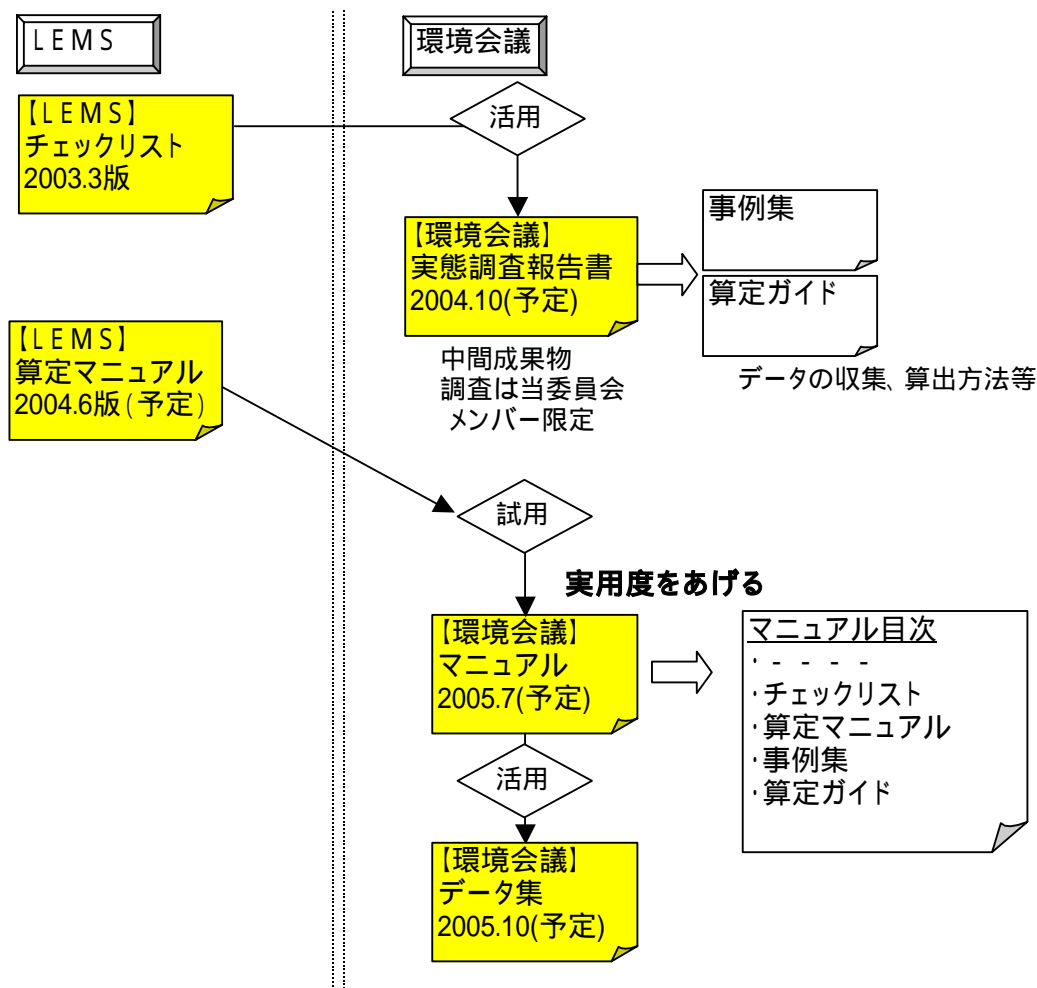 LEMS
環境会議
【LEMS】
チェックリスト
2003.3版
活用
【環境会議】
実態調査報告書
2004.10(予定)
事例集
算定ガイド
中間成果物
調査は当委員会
メンバー限定
データの収集、算出方法等
【LEMS】
算定マニュアル
2004.6版(予定)
試用
実用度をあげる
【環境会議】
マニュアル
2005.7(予定)
マニュアル目次
・- - - -
・チェックリスト
・算定マニュアル
・事例集
・算定ガイド
活用
【環境会議】
データ集
2005.10(予定)